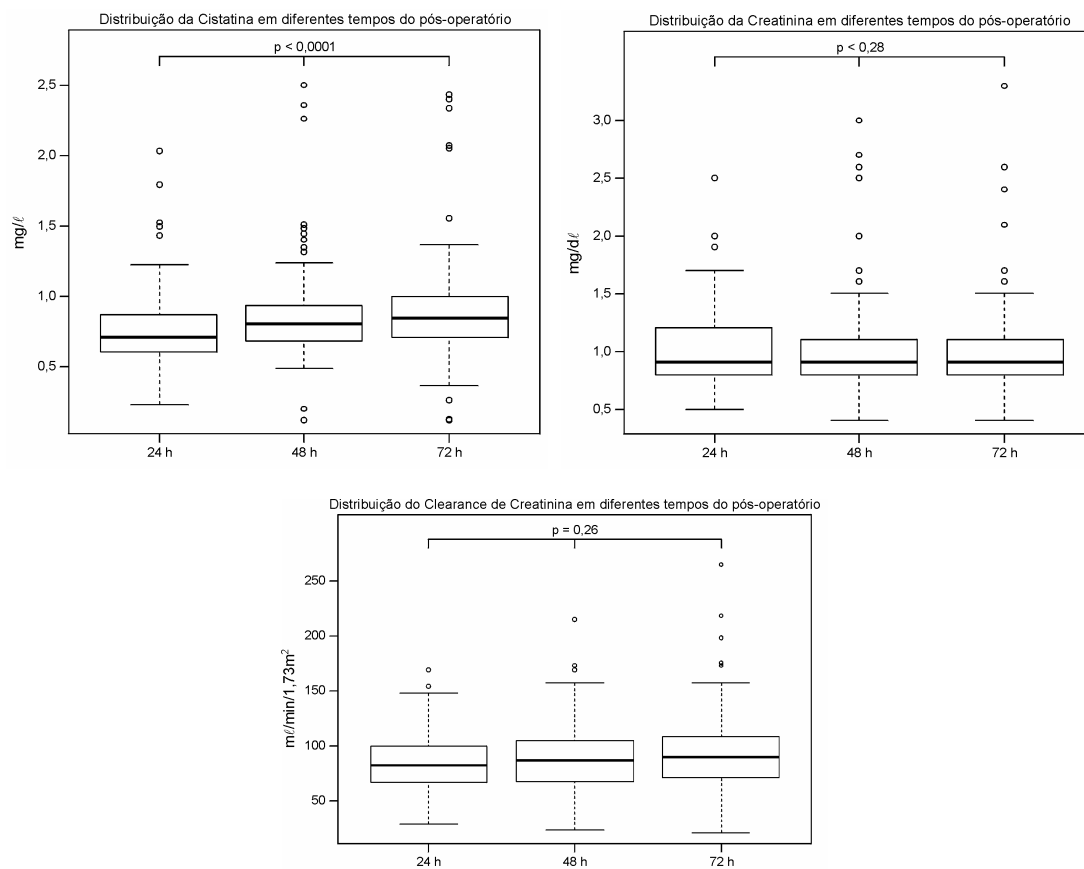 Distribuição da Cistatina em diferentes tempos do pós-operatório
p < 0,0001
2,5
2,0
1,5
1,0
0,5
mg/ℓ
24 h
48 h
72 h
Distribuição da Creatinina em diferentes tempos do pós-operatório
p < 0,28
3,0
2,5
2,0
1,5
1,0
0,5
mg/dℓ
24 h
48 h
72 h
Distribuição do Clearance de Creatinina em diferentes tempos do pós-operatório
p = 0,26
250
200
150
100
50
mℓ/min/1,73m²
24 h
48 h
72 h